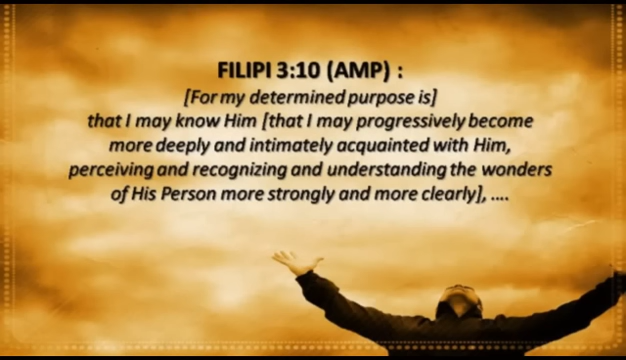 FILIPI 3:10 (AMP) :
[For my determined purpose is]
that I may know Him [that I may progressively become
more deeply and intimately acquainted with Him,
perceiving and recognizing and understanding the wonders
of His Person more strongly and more clearly], ....